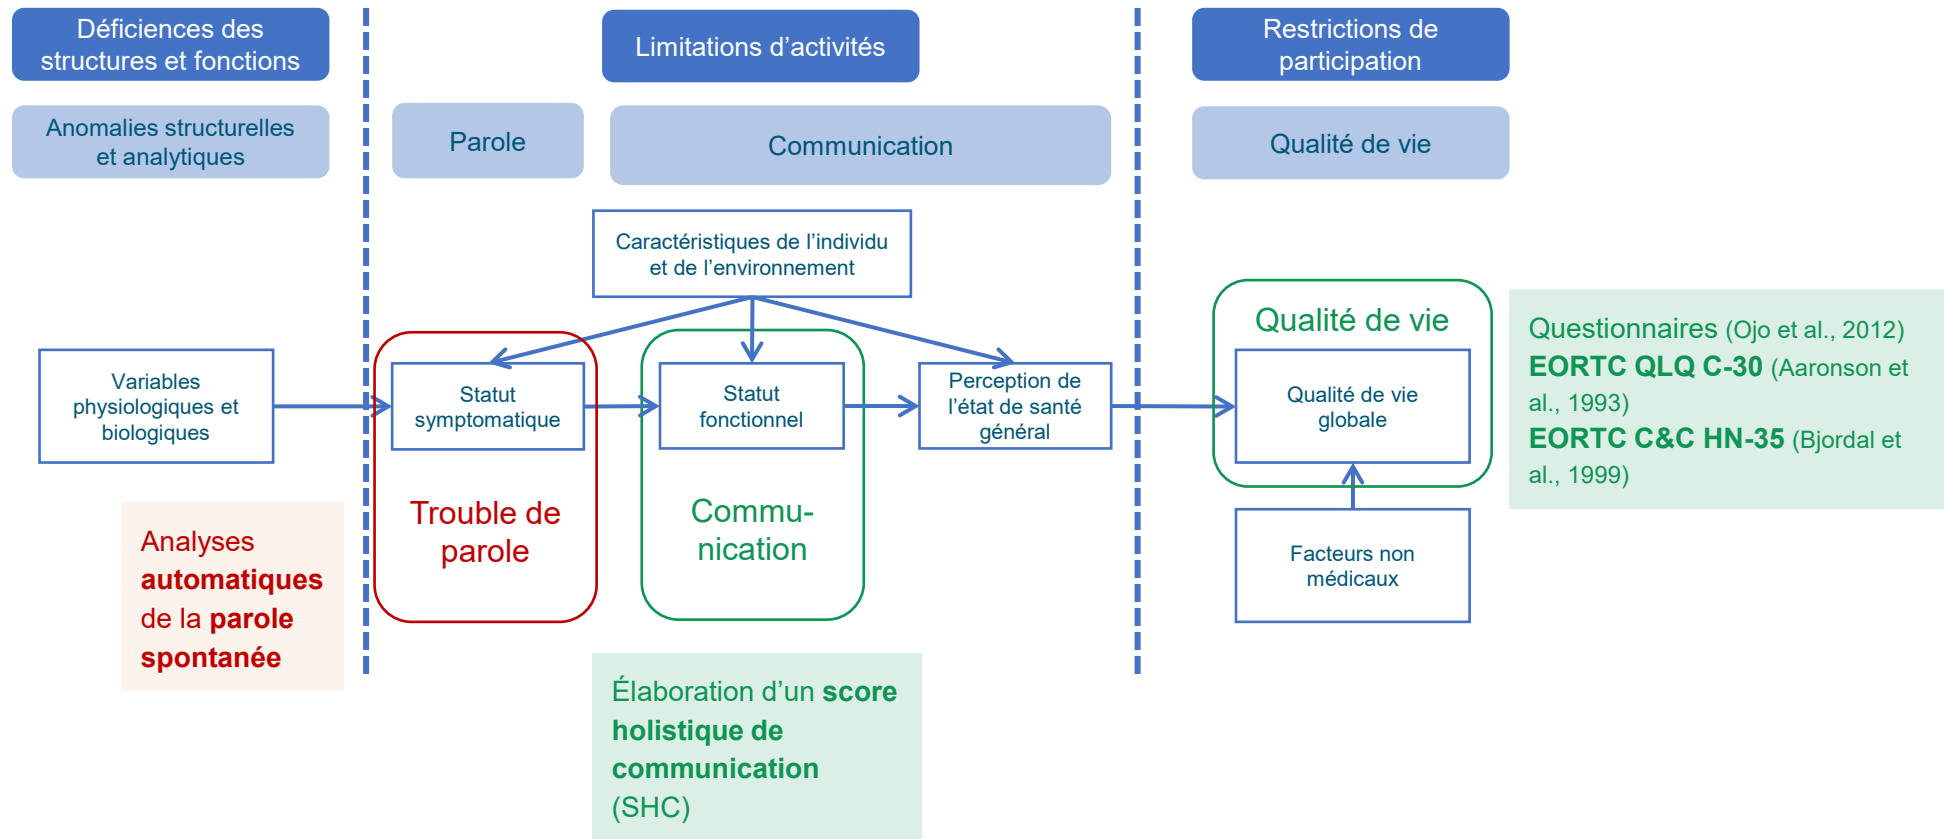 Déficiences des
structures et fonctions
Limitations d’activités
Restrictions de
participation
Anomalies structurelles
et analytiques
Parole
Communication
Qualité de vie
Caractéristiques de l’individu
et de l’environnement
Variables
physiologiques et
biologiques
Statut
symptomatique
Trouble de
parole
Statut
fonctionnel
Commu-
nication
Perception de
l’état de santé
général
Qualité de vie
Qualité de vie
globale
Facteurs non
médicaux
Questionnaires (Ojo et al., 2012)
EORTC QLQ C-30 (Aaronson et
al., 1993)
EORTC C&C HN-35 (Bjordal et
al., 1999)
Analyses
automatiques
de la parole
spontanée
Élaboration d’un score
holistique de
communication
(SHC)